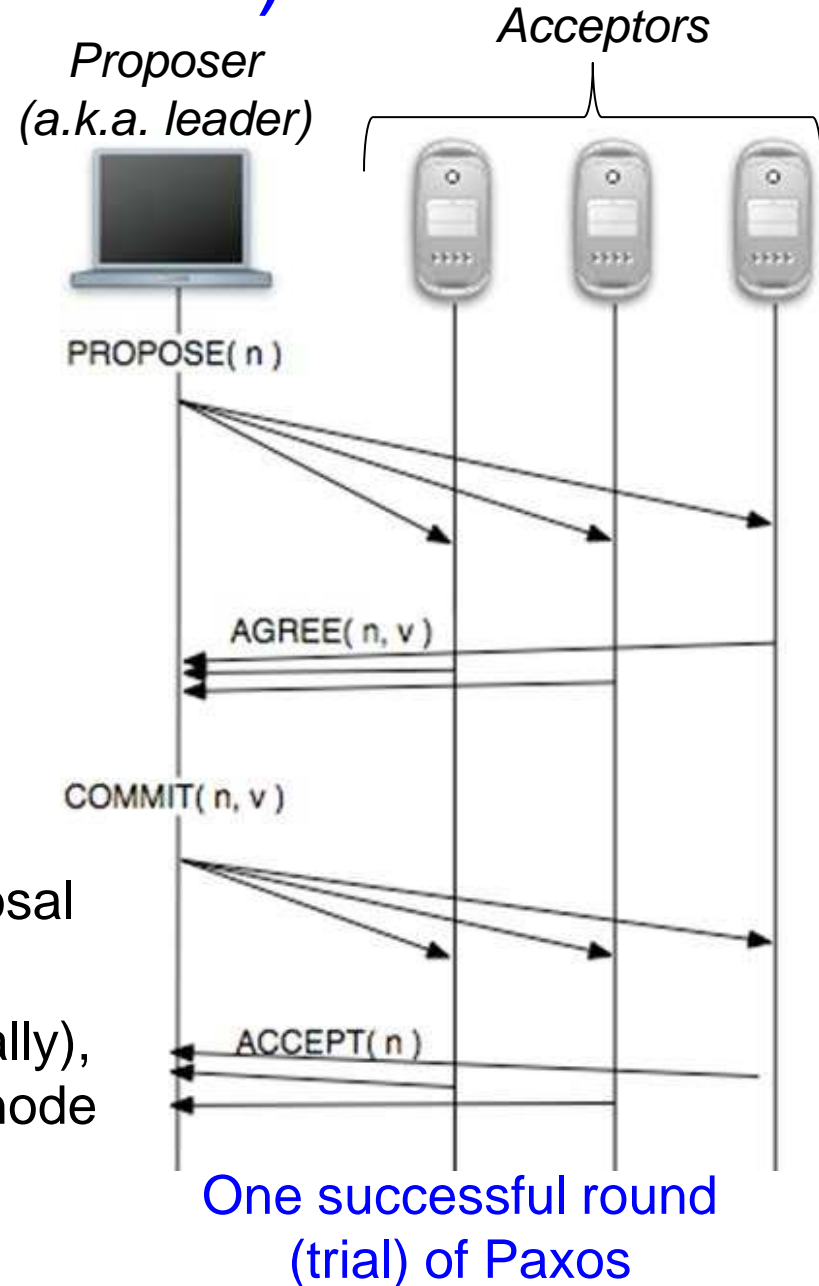 )
Acceptors
Proposer
(a.k.a. leader)
PROPOSE( n )
AGREE( n, v )
COMMIT( n, v )
osal
ally),
ACCEPT( n )
node
One successful round
(trial) of Paxos